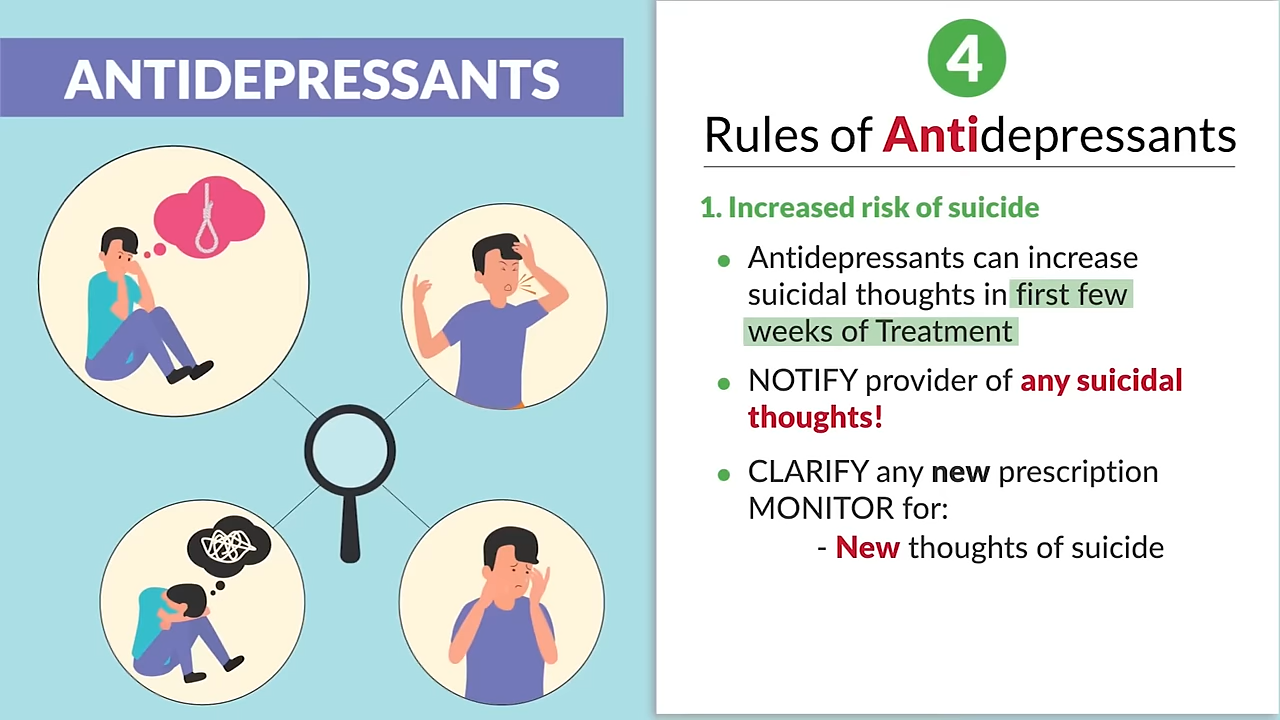 ANTIDEPRESSANTS
4
Rules of Antidepressants
1. Increased risk of suicide
• Antidepressants can increase
suicidal thoughts in first few
weeks of Treatment
• NOTIFY provider of any suicidal
thoughts!
• CLARIFY any new prescription
MONITOR for:
- New thoughts of suicide